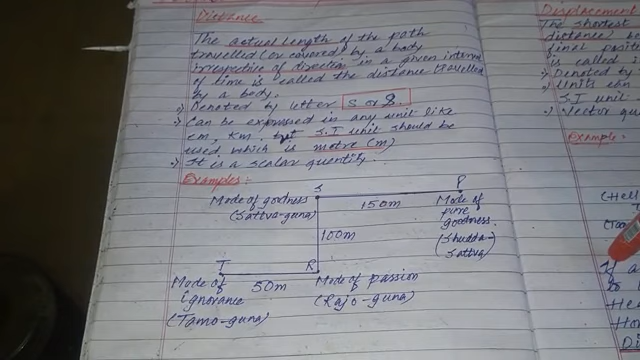 Distance
The actual length of the path
travelled (or covered) by a body
irrespective of direction in a given interval
of time is called the distance travelled
by a body.
Denoted by letter S or
Can be expressed in any unit like
cm, km, but S.I unit should be
used which is metre (m)
It is a scalar quantity.
Examples:
S P
Mode of goodness
(Sattva-guna)
150m
Mode of
pure
goodness
(Shudda-
Sattva)
100m
T R
50m
Mode of
ignorance
(Tamo-guna)
Mode of passion
(Rajo-guna)
Displacement
The shortest
distance)
final
is called
Denoted by
Units can
S.I unit
Vector
Example
If a